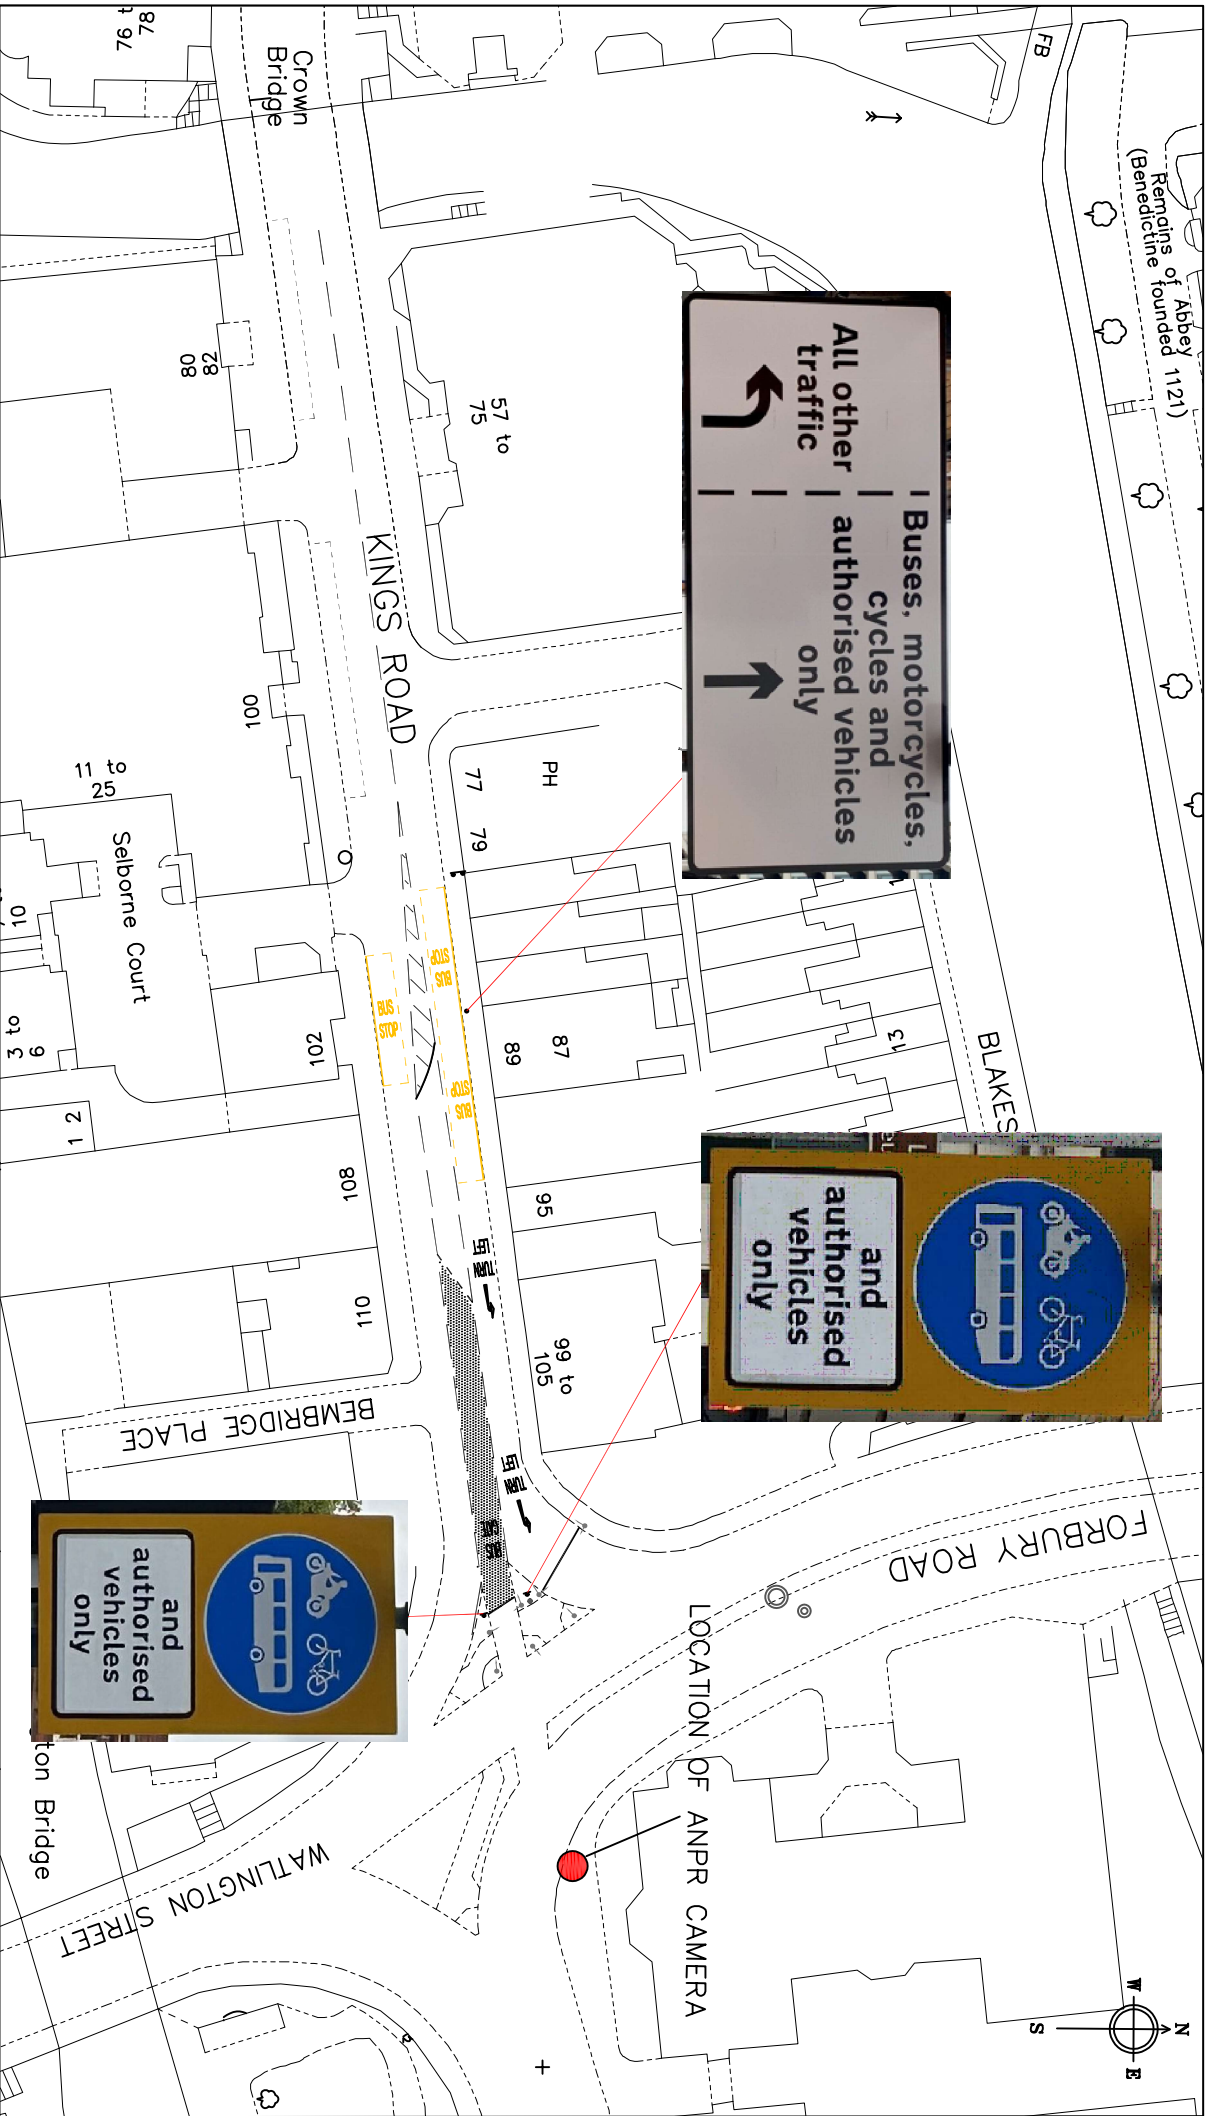 76 t
78
Crown
Bridge
FB
Remains of Abbey
(Benedictine founded 1121)
82
80
57 to
75
KINGS ROAD
All other
traffic
Buses, motorcycles,
cycles and
authorised vehicles
only
100
11 to
25
Selborne Court
10
3 to
6
1 2
PH
77
79
BUS
STOP
BUS
STOP
BUS
STOP
102
87
89
13
BLAKES
95
108
110
99 to
105
TURN
LEFT
TURN
LEFT
BUS
GATE
BEMBRIDGE PLACE
and
authorised
vehicles
only
and
authorised
vehicles
only
FORBURY ROAD
LOCATION OF ANPR CAMERA
WATLINGTON STREET
ton Bridge
N
W
E
S